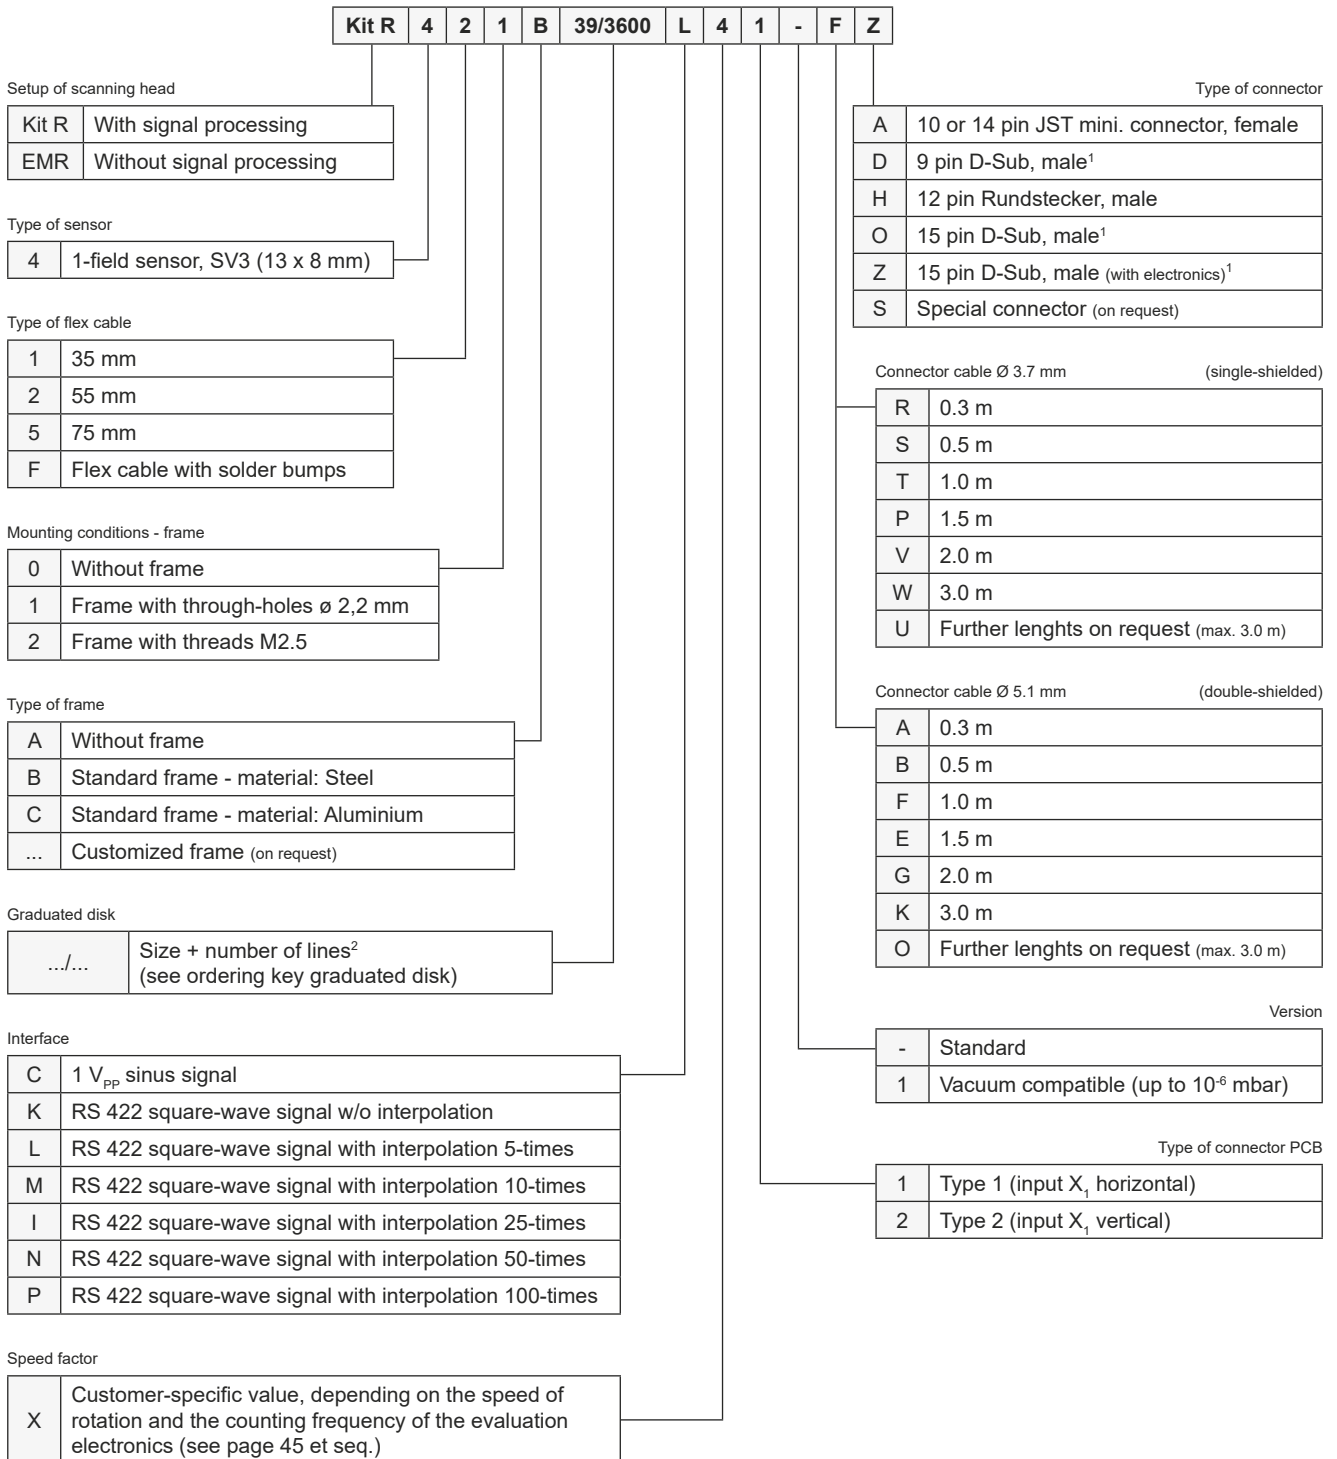 Kit R 4 2 1 B 39/3600 L 4 1 - F Z
Setup of scanning head
Kit R With signal processing
EMR Without signal processing
Type of sensor
4 1-field sensor, SV3 (13 x 8 mm)
Type of flex cable
1 35 mm
2 55 mm
5 75 mm
F Flex cable with solder bumps
Mounting conditions - frame
0 Without frame
1 Frame with through-holes ø 2,2 mm
2 Frame with threads M2.5
Type of frame
A Without frame
B Standard frame - material: Steel
C Standard frame - material: Aluminium
... Customized frame (on request)
Graduated disk
.../... Size + number of lines²
(see ordering key graduated disk)
Interface
C 1 Vₚₚ sinus signal
K RS 422 square-wave signal w/o interpolation
L RS 422 square-wave signal with interpolation 5-times
M RS 422 square-wave signal with interpolation 10-times
I RS 422 square-wave signal with interpolation 25-times
N RS 422 square-wave signal with interpolation 50-times
P RS 422 square-wave signal with interpolation 100-times
Speed factor
X Customer-specific value, depending on the speed of
rotation and the counting frequency of the evaluation
electronics (see page 45 et seq.)
Type of connector
A 10 or 14 pin JST mini. connector, female
D 9 pin D-Sub, male¹
H 12 pin Rundstecker, male
O 15 pin D-Sub, male¹
Z 15 pin D-Sub, male (with electronics)¹
S Special connector (on request)
Connector cable Ø 3.7 mm (single-shielded)
R 0.3 m
S 0.5 m
T 1.0 m
P 1.5 m
V 2.0 m
W 3.0 m
U Further lenghts on request (max. 3.0 m)
Connector cable Ø 5.1 mm (double-shielded)
A 0.3 m
B 0.5 m
F 1.0 m
E 1.5 m
G 2.0 m
K 3.0 m
O Further lenghts on request (max. 3.0 m)
Version
- Standard
1 Vacuum compatible (up to 10⁻⁶ mbar)
Type of connector PCB
1 Type 1 (input X₁ horizontal)
2 Type 2 (input X₁ vertical)